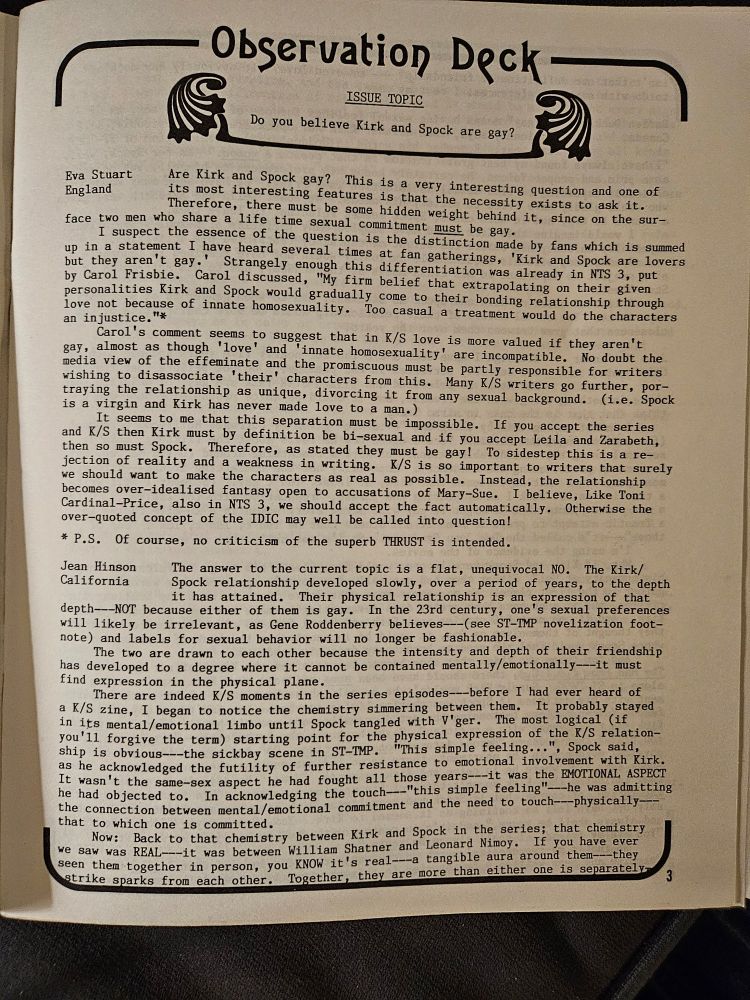 Observation Deck
ISSUE TOPIC
Do you believe Kirk and Spock are gay?
Eva Stuart Are Kirk and Spock gay? This is a very interesting question and one of
England its most interesting features is that the necessity exists to ask it.
Therefore, there must be some hidden weight behind it, since on the sur-
face two men who share a life time sexual commitment must be gay.
I suspect the essence of the question is the distinction made by fans which is summed
up in a statement I have heard several times at fan gatherings, 'Kirk and Spock are lovers
but they aren't gay.' Strangely enough this differentiation was already in NTS 3, put
by Carol Frisbie. Carol discussed, "My firm belief that extrapolating on their given
personalities Kirk and Spock would gradually come to their bonding relationship through
love not because of innate homosexuality. Too casual a treatment would do the characters
an injustice."*
Carol's comment seems to suggest that in K/S love is more valued if they aren't
gay, almost as though 'love' and 'innate homosexuality' are incompatible. No doubt the
media view of the effeminate and the promiscuous must be partly responsible for writers
wishing to disassociate 'their' characters from this. Many K/S writers go further, por-
traying the relationship as unique, divorcing it from any sexual background. (i.e. Spock
is a virgin and Kirk has never made love to a man.)
It seems to me that this separation must be impossible. If you accept the series
and K/S then Kirk must by definition be bi-sexual and if you accept Leila and Zarabeth,
then so must Spock. Therefore, as stated they must be gay! To sidestep this is a re-
jection of reality and a weakness in writing. K/S is so important to writers that surely
we should want to make the characters as real as possible. Instead, the relationship
becomes over-idealised fantasy open to accusations of Mary-Sue. I believe, Like Toni
Cardinal-Price, also in NTS 3, we should accept the fact automatically. Otherwise the
over-quoted concept of the IDIC may well be called into question!
* P.S. Of course, no criticism of the superb THRUST is intended.
Jean Hinson The answer to the current topic is a flat, unequivocal NO. The Kirk/
California Spock relationship developed slowly, over a period of years, to the depth
it has attained. Their physical relationship is an expression of that
depth---NOT because either of them is gay. In the 23rd century, one's sexual preferences
will likely be irrelevant, as Gene Roddenberry believes---(see ST-TMP novelization foot-
note) and labels for sexual behavior will no longer be fashionable.
The two are drawn to each other because the intensity and depth of their friendship
has developed to a degree where it cannot be contained mentally/emotionally---it must
find expression in the physical plane.
There are indeed K/S moments in the series episodes---before I had ever heard of
a K/S zine, I began to notice the chemistry simmering between them. It probably stayed
in its mental/emotional limbo until Spock tangled with V'ger. The most logical (if
you'll forgive the term) starting point for the physical expression of the K/S relation-
ship is obvious---the sickbay scene in ST-TMP. "This simple feeling...", Spock said,
as he acknowledged the futility of further resistance to emotional involvement with Kirk.
It wasn't the same-sex aspect he had fought all those years---it was the EMOTIONAL ASPECT
he had objected to. In acknowledging the touch---"this simple feeling"---he was admitting
the connection between mental/emotional commitment and the need to touch---physically---
that to which one is committed.
Now: Back to that chemistry between Kirk and Spock in the series; that chemistry
we saw was REAL---it was between William Shatner and Leonard Nimoy. If you have ever
seen them together in person, you KNOW it's real---a tangible aura around them---they
strike sparks from each other. Together, they are more than either one is separately-
3